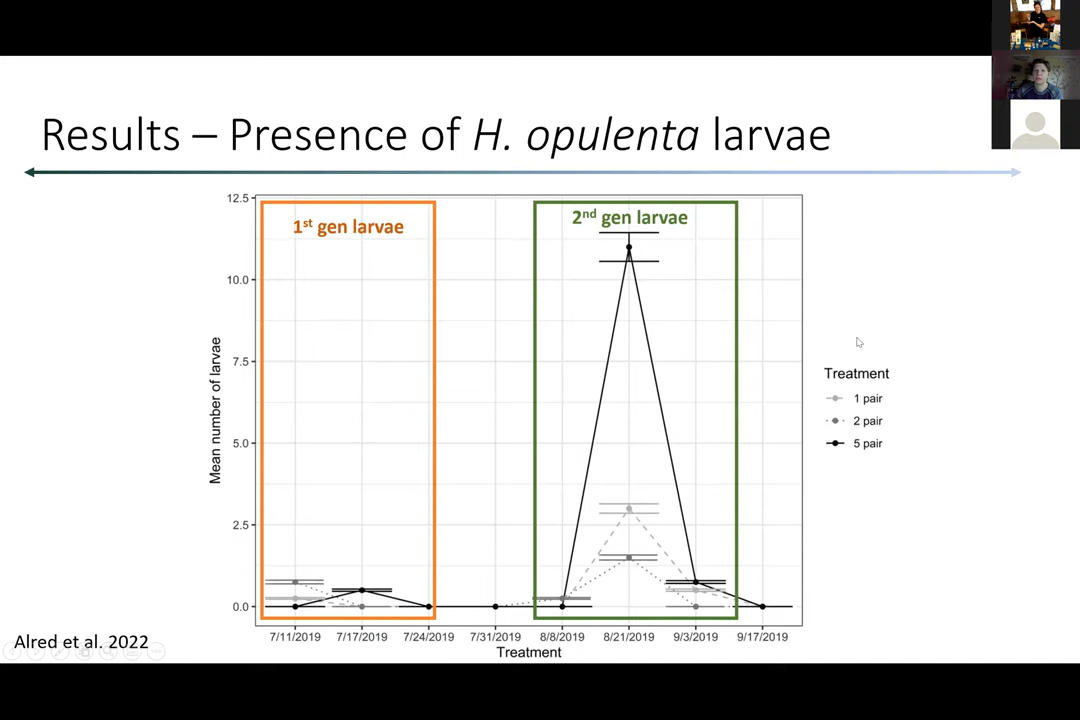 Results – Presence of H. opulenta larvae
12.5
10.0
7.5
5.0
2.5
0.0
Mean number of larvae
1st gen larvae
2nd gen larvae
7/11/2019 7/17/2019 7/24/2019 7/31/2019 8/8/2019 8/21/2019 9/3/2019 9/17/2019
Treatment
Treatment
1 pair
2 pair
5 pair
Alred et al. 2022